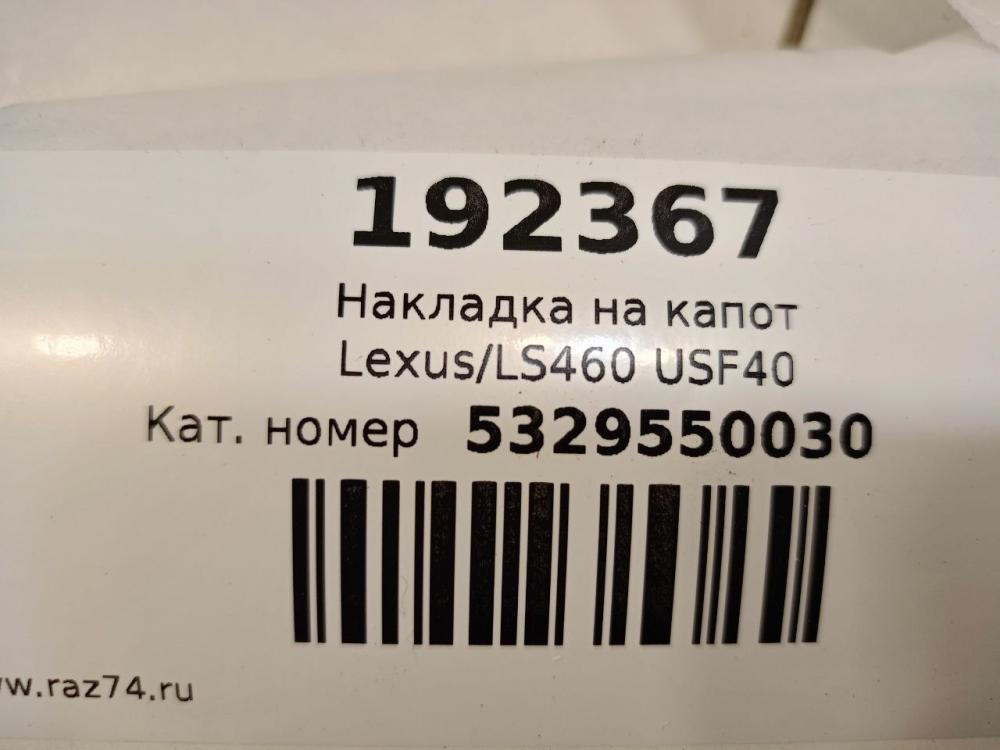 192367
Накладка на капот
Lexus/LS460 USF40
Кат. номер 5329550030
w.raz74.ru